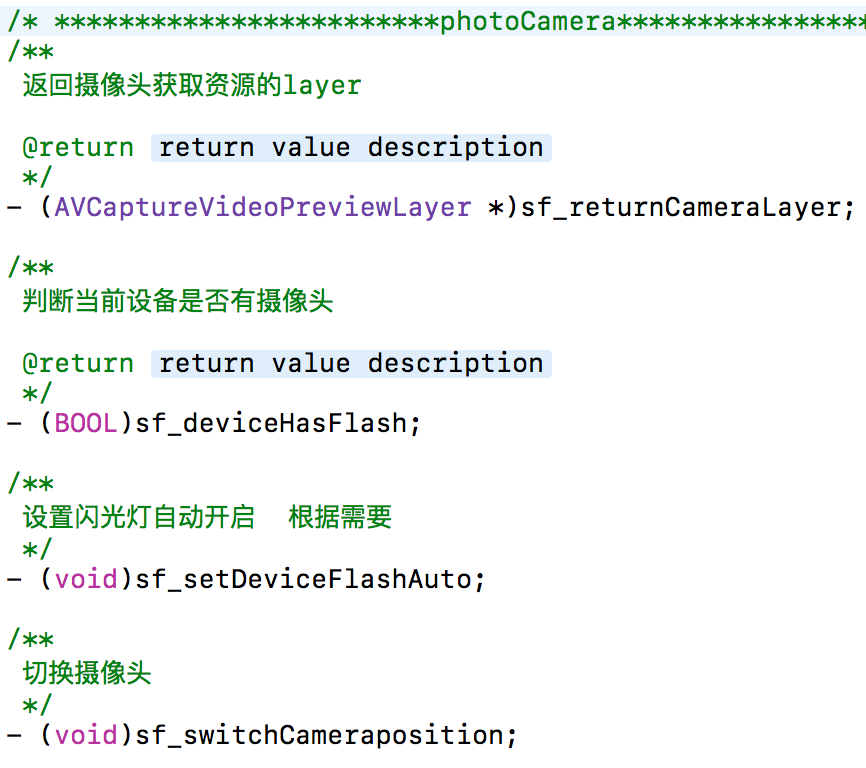 /* ************************photoCamera****************
/**
返回摄像头获取资源的layer
@return return value description
*/
- (AVCaptureVideoPreviewLayer *)sf_returnCameraLayer;
/**
判断当前设备是否有摄像头
@return return value description
*/
- (BOOL)sf_deviceHasFlash;
/**
设置闪光灯自动开启  根据需要
*/
- (void)sf_setDeviceFlashAuto;
/**
切换摄像头
*/
- (void)sf_switchCameraposition;